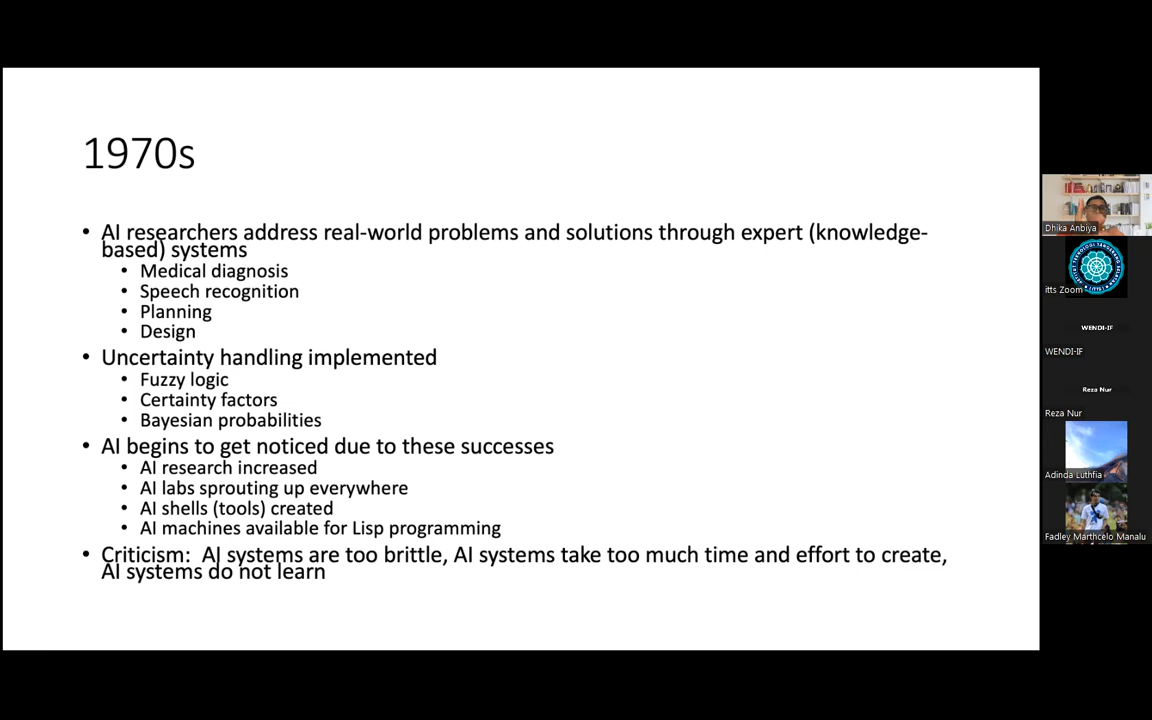 1970s
• AI researchers address real-world problems and solutions through expert (knowledge-
based) systems
• Medical diagnosis
• Speech recognition
• Planning
• Design
• Uncertainty handling implemented
• Fuzzy logic
• Certainty factors
• Bayesian probabilities
• AI begins to get noticed due to these successes
• AI research increased
• AI labs sprouting up everywhere
• AI shells (tools) created
• AI machines available for Lisp programming
• Criticism: AI systems are too brittle, AI systems take too much time and effort to create,
AI systems do not learn
Dhika Anbiya
itts Zoom
WENDI-IF
WENDI-IF
Reza Nur
Reza Nur
Adinda Luthfia
Fadley Marthcelo Manalu